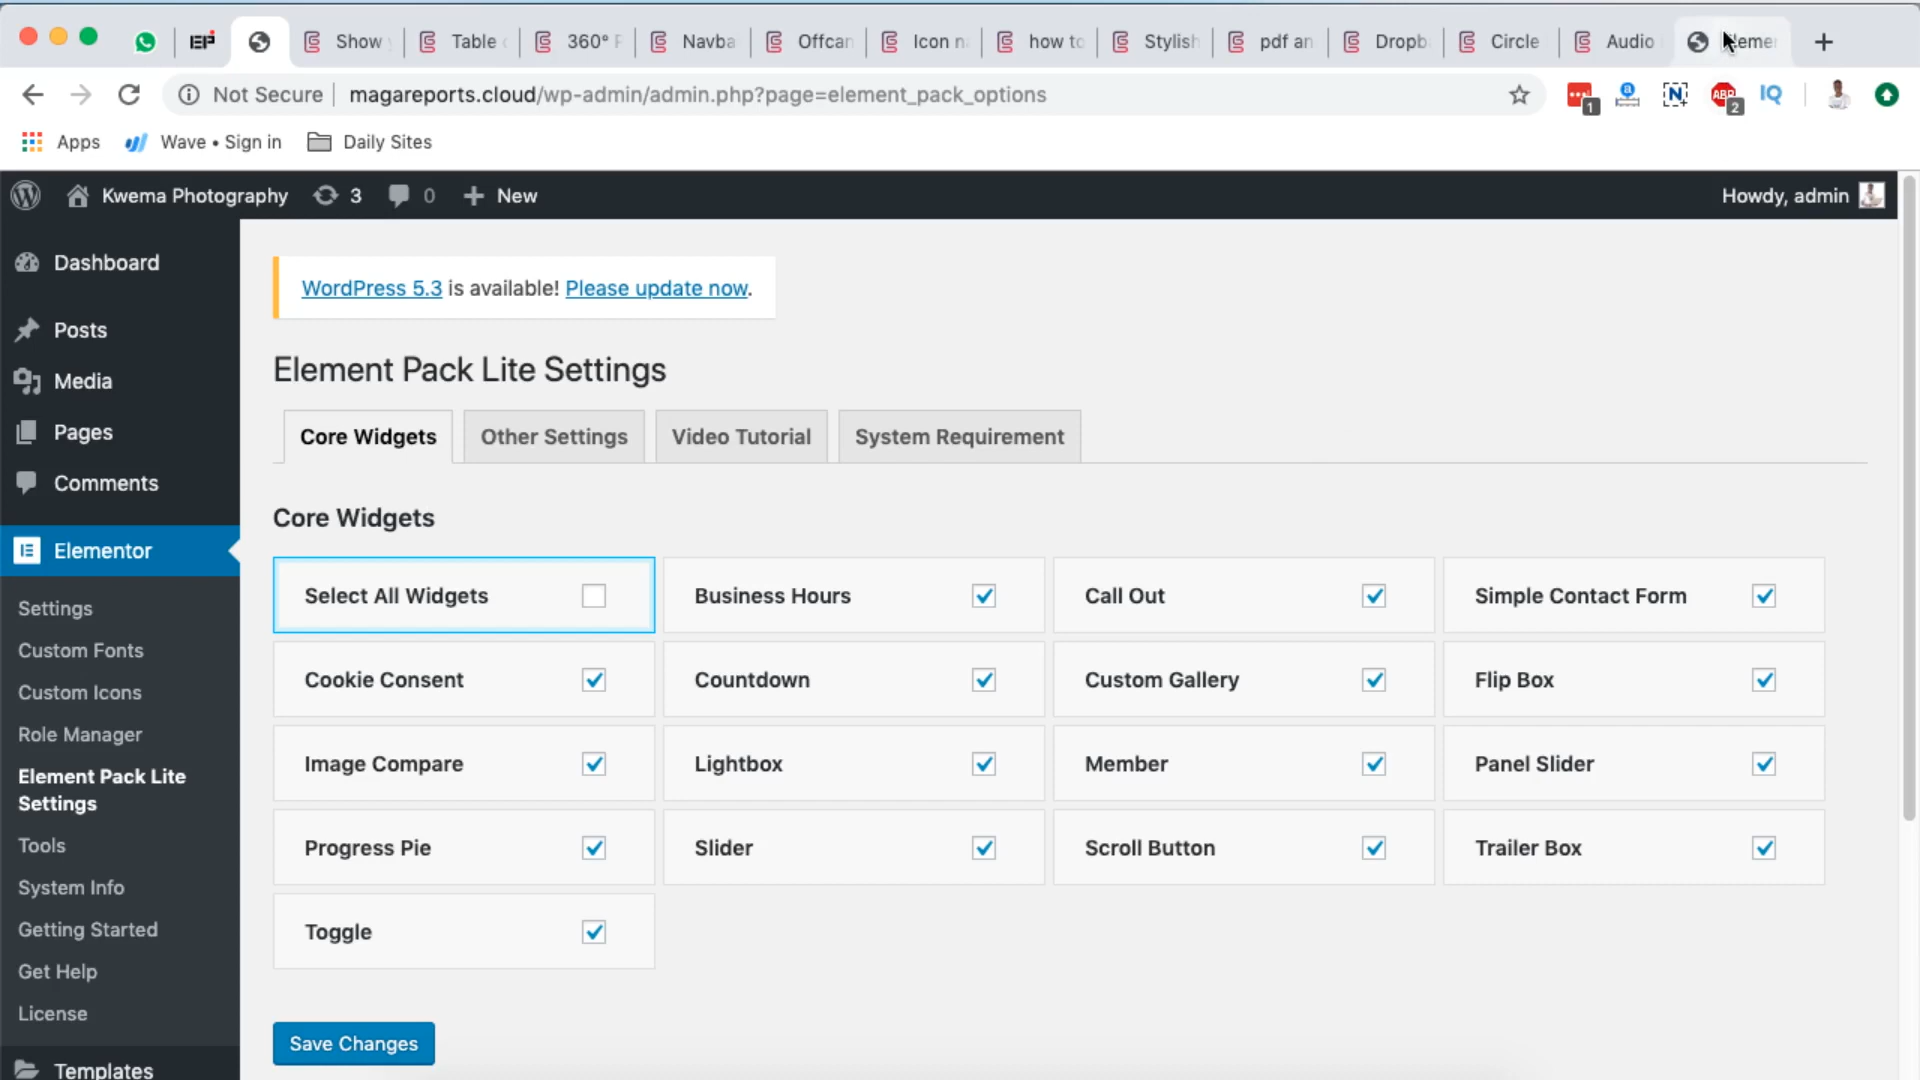 Show
Table
360°
Navba
Offcan
Icon n
how to
Stylish
pdf an
Dropb
Circle
Audio
Not Secure
magareports.cloud/wp-admin/admin.php?page=element_pack_options
1
ABP
2
IQ
Apps
Wave • Sign in
Daily Sites
Kwema Photography
3
0
New
Howdy, admin
Dashboard
Posts
Media
Pages
Comments
Elementor
Settings
Custom Fonts
Custom Icons
Role Manager
Element Pack Lite
Settings
Tools
System Info
Getting Started
Get Help
License
Templates
WordPress 5.3 is available! Please update now.
Element Pack Lite Settings
Core Widgets
Other Settings
Video Tutorial
System Requirement
Core Widgets
Select All Widgets
Business Hours
Call Out
Simple Contact Form
Cookie Consent
Countdown
Custom Gallery
Flip Box
Image Compare
Lightbox
Member
Panel Slider
Progress Pie
Slider
Scroll Button
Trailer Box
Toggle
Save Changes